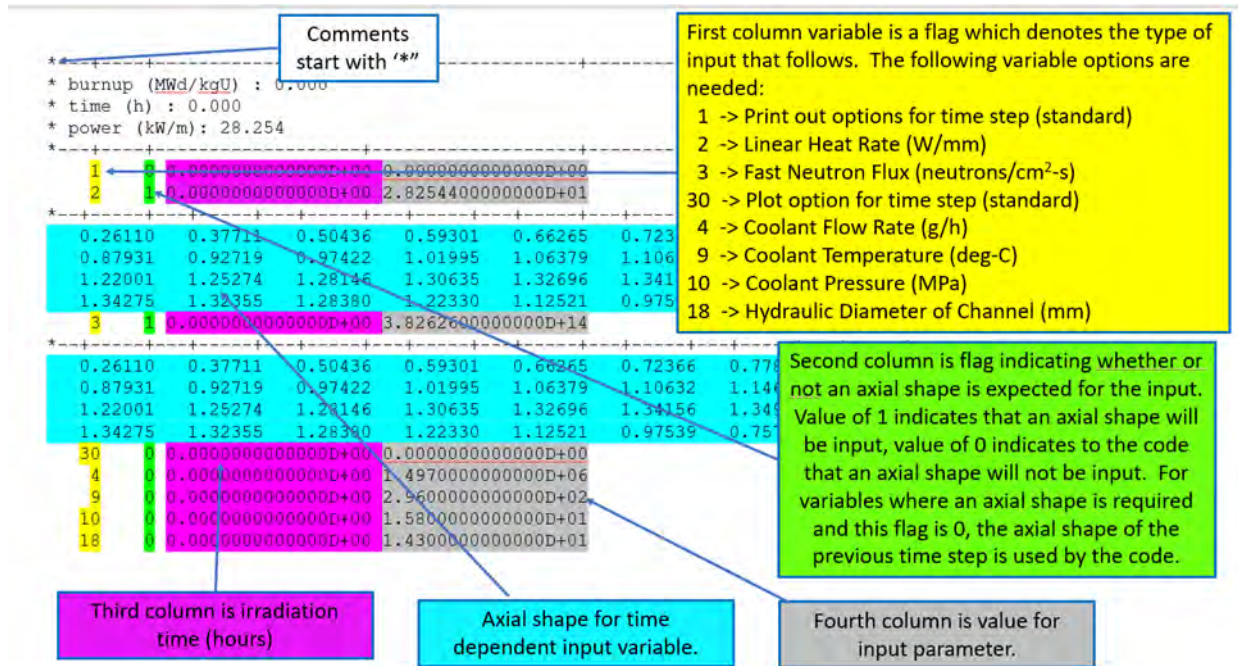 Comments
start with '*"
*
* burnup (MWd/kgU) : 0.000
* time (h) : 0.000
* power (kW/m): 28.254
1 0 0.0000000000000D+00 0.0000000000000D+00
2 1 0.0000000000000D+00 2.8254400000000D+01
0.26110 0.37711 0.50436 0.59301 0.66265 0.723
0.87931 0.92719 0.97422 1.01995 1.06379 1.106
1.22001 1.25274 1.28146 1.30635 1.32696 1.341
1.34275 1.32355 1.28380 1.22330 1.12521 0.975
3 1 0.0000000000000D+00 3.8262600000000D+14
0.26110 0.37711 0.50436 0.59301 0.66265 0.72366 0.778
0.87931 0.92719 0.97422 1.01995 1.06379 1.10632 1.146
1.22001 1.25274 1.28146 1.30635 1.32696 1.34156 1.349
1.34275 1.32355 1.28380 1.22330 1.12521 0.97539 0.757
30 0 0.0000000000000D+00 0.0000000000000D+00
4 0 0.0000000000000D+00 1.4970000000000D+06
9 0 0.0000000000000D+00 2.9600000000000D+02
10 0 0.0000000000000D+00 1.5800000000000D+01
18 0 0.0000000000000D+00 1.4300000000000D+01
First column variable is a flag which denotes the type of
input that follows. The following variable options are
needed:
1 -> Print out options for time step (standard)
2 -> Linear Heat Rate (W/mm)
3 -> Fast Neutron Flux (neutrons/cm²-s)
30 -> Plot option for time step (standard)
4 -> Coolant Flow Rate (g/h)
9 -> Coolant Temperature (deg-C)
10 -> Coolant Pressure (MPa)
18 -> Hydraulic Diameter of Channel (mm)
Second column is flag indicating whether or
not an axial shape is expected for the input.
Value of 1 indicates that an axial shape will
be input, value of 0 indicates to the code
that an axial shape will not be input. For
variables where an axial shape is required
and this flag is 0, the axial shape of the
previous time step is used by the code.
Third column is irradiation
time (hours)
Axial shape for time
dependent input variable.
Fourth column is value for
input parameter.